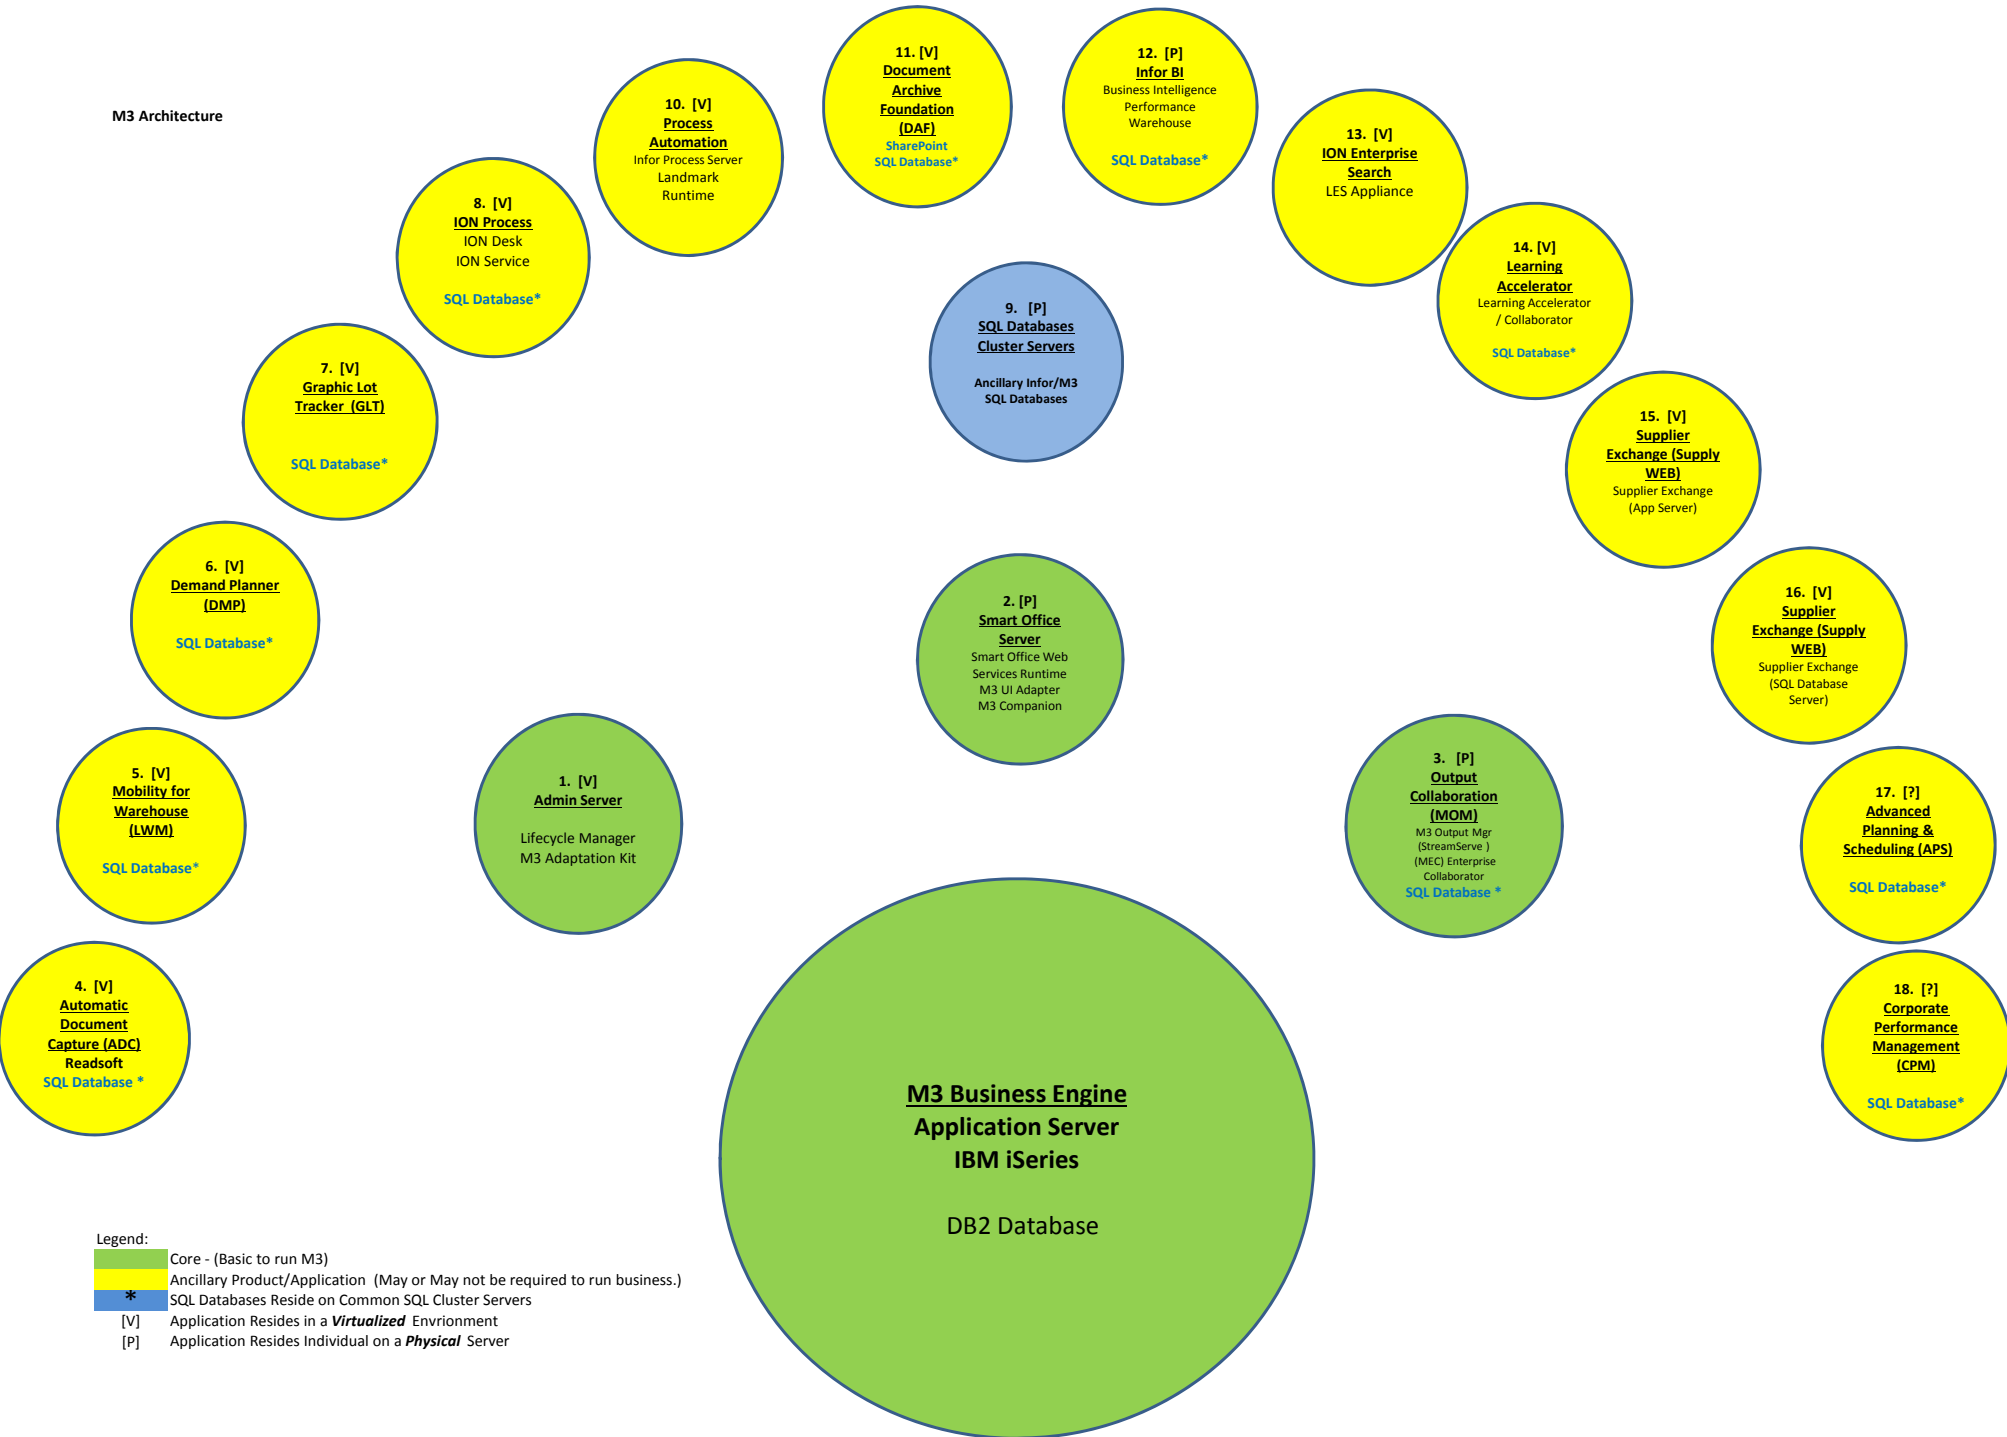 M3 Architecture
11. [V]
Document
Archive
Foundation
(DAF)
SharePoint
SQL Database*
12. [P]
Infor BI
Business Intelligence
Performance
Warehouse
SQL Database*
10. [V]
Process
Automation
Infor Process Server
Landmark
Runtime
13. [V]
ION Enterprise
Search
LES Appliance
8. [V]
ION Process
ION Desk
ION Service
SQL Database*
14. [V]
Learning
Accelerator
Learning Accelerator
/ Collaborator
SQL Database*
9. [P]
SQL Databases
Cluster Servers
Ancillary Infor/M3
SQL Databases
7. [V]
Graphic Lot
Tracker (GLT)
SQL Database*
15. [V]
Supplier
Exchange (Supply
WEB)
Supplier Exchange
(App Server)
6. [V]
Demand Planner
(DMP)
SQL Database*
2. [P]
Smart Office
Server
Smart Office Web
Services Runtime
M3 UI Adapter
M3 Companion
16. [V]
Supplier
Exchange (Supply
WEB)
Supplier Exchange
(SQL Database
Server)
5. [V]
Mobility for
Warehouse
(LWM)
SQL Database*
1. [V]
Admin Server
Lifecycle Manager
M3 Adaptation Kit
3. [P]
Output
Collaboration
(MOM)
M3 Output Mgr
(StreamServe )
(MEC) Enterprise
Collaborator
SQL Database *
17. [?]
Advanced
Planning &
Scheduling (APS)
SQL Database*
4. [V]
Automatic
Document
Capture (ADC)
Readsoft
SQL Database *
18. [?]
Corporate
Performance
Management
(CPM)
SQL Database*
M3 Business Engine
Application Server
IBM iSeries
DB2 Database
Legend:
Core - (Basic to run M3)
Ancillary Product/Application (May or May not be required to run business.)
* SQL Databases Reside on Common SQL Cluster Servers
[V] Application Resides in a Virtualized Envrionment
[P] Application Resides Individual on a Physical Server